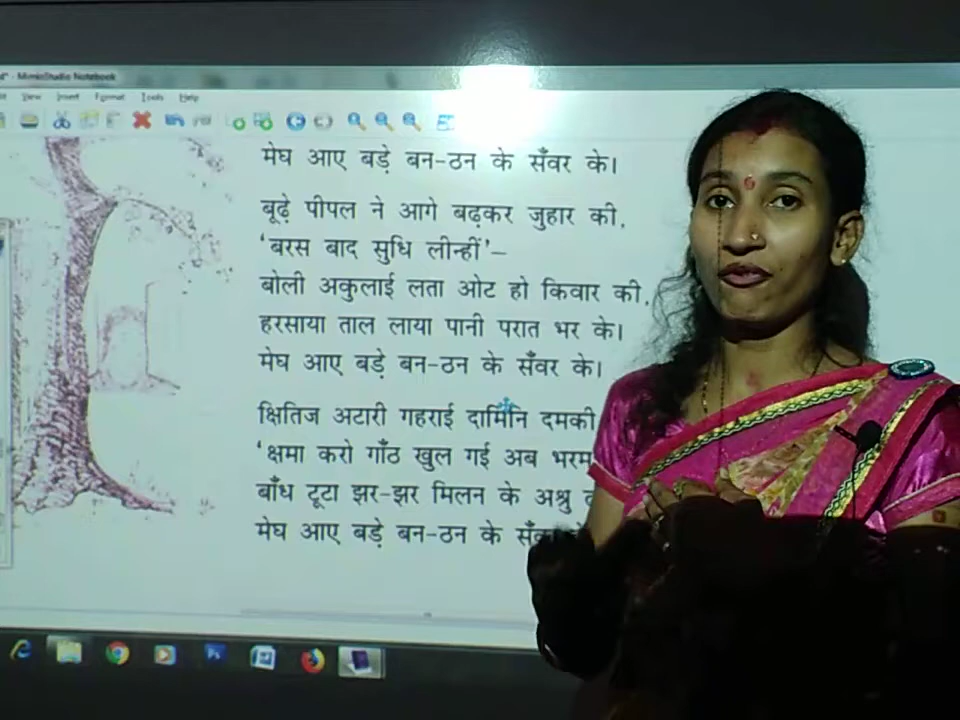 MimioStudio Notebook
View Insert Format Tools Help
मेघ आए बड़े बन-ठन के सँवर के।
बूढ़े पीपल ने आगे बढ़कर जुहार की,
‘बरस बाद सुधि लीन्हीं’–
बोली अकुलाई लता ओट हो किवार की,
हरसाया ताल लाया पानी परात भर के।
मेघ आए बड़े बन-ठन के सँवर के।
क्षितिज अटारी गहराई दामिनि दमकी
‘क्षमा करो गाँठ खुल गई अब
बाँध टूटा झर-झर मिलन के अश्रु
मेघ आए बड़े बन-ठन के
Ps